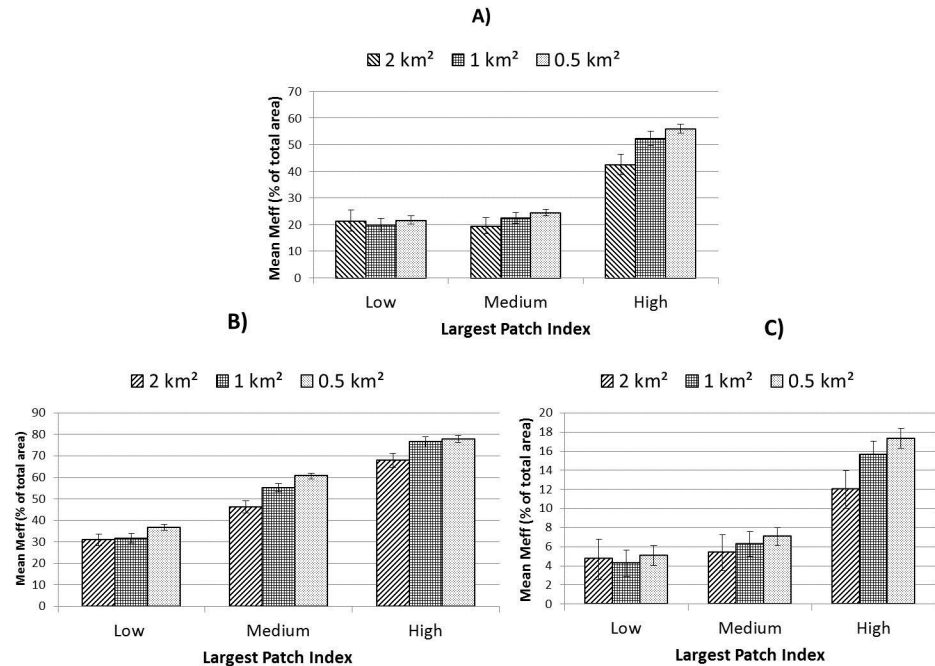 A)
2 km² 1 km² 0.5 km²
Mean Meff (% of total area)
70
60
50
40
30
20
10
0
Low Medium High
Largest Patch Index
B)
2 km² 1 km² 0.5 km²
Mean Meff (% of total area)
90
80
70
60
50
40
30
20
10
0
Low Medium High
Largest Patch Index
C)
2 km² 1 km² 0.5 km²
Mean Meff (% of total area)
20
18
16
14
12
10
8
6
4
2
0
Low Medium High
Largest Patch Index